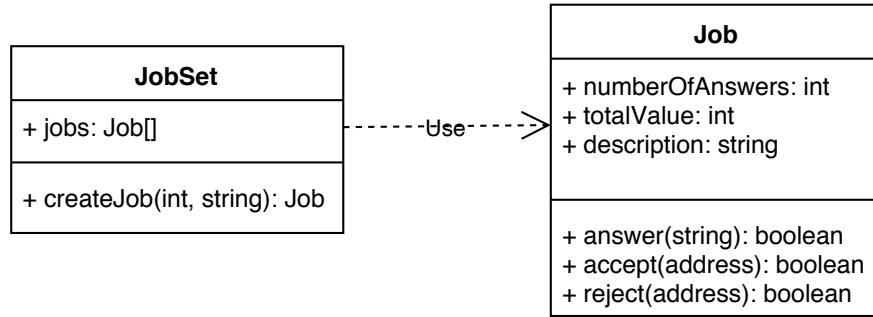 JobSet
+ jobs: Job[]
+ createJob(int, string): Job
Use
Job
+ numberOfAnswers: int
+ totalValue: int
+ description: string
+ answer(string): boolean
+ accept(address): boolean
+ reject(address): boolean